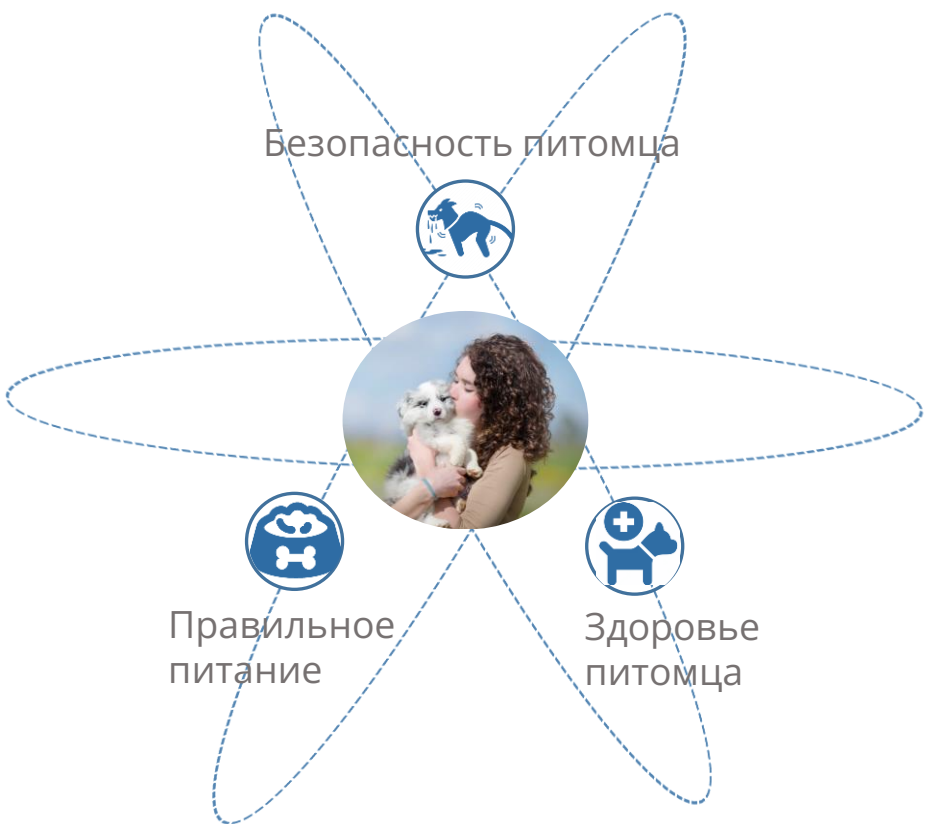 Безопасность питомца
Правильное
питание
Здоровье
питомца